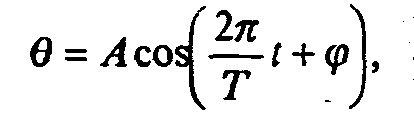 θ = A cos(2π/T t + φ),